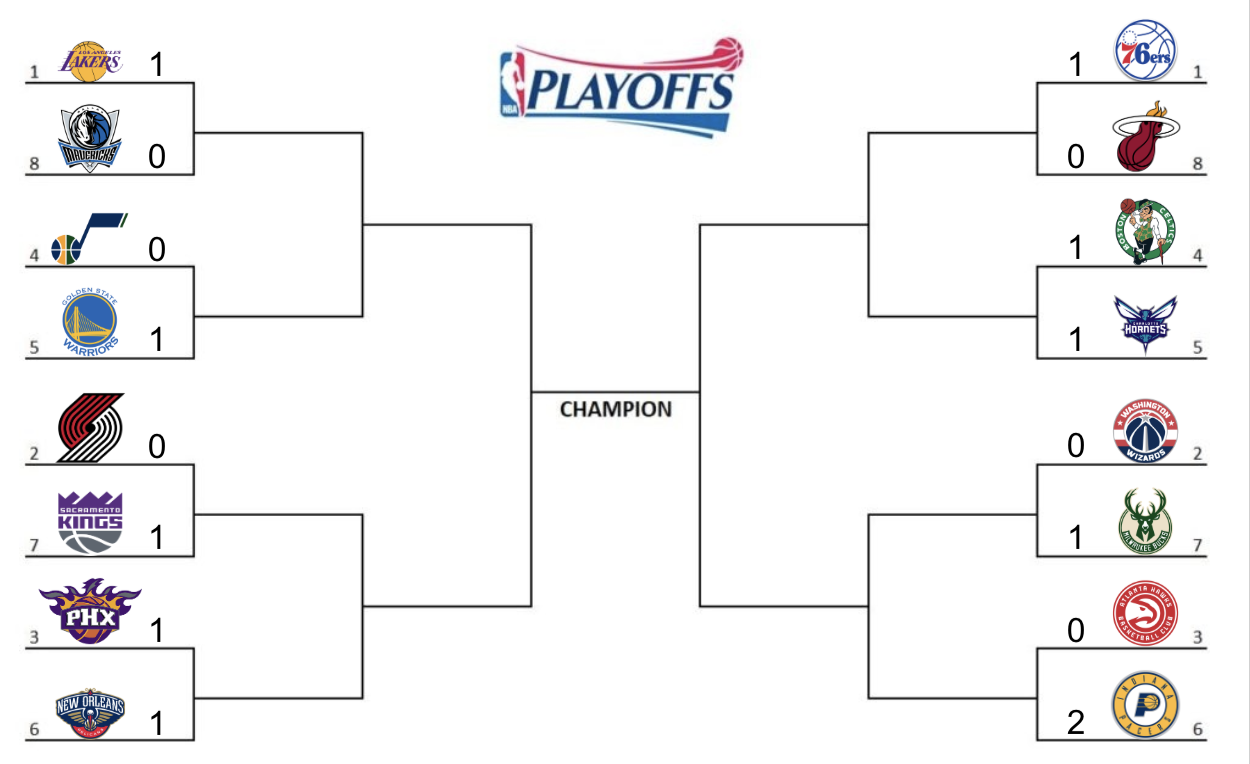 NBA PLAYOFFS
LOS ANGELES
LAKERS
1
1
MAVERICKS
8
0
4
0
GOLDEN STATE
WARRIORS
5
1
2
0
SACRAMENTO
KINGS
7
1
PHX
3
1
NEW ORLEANS
PELICANS
6
1
CHAMPION
76ers
1
1
0
8
BOSTON
CELTICS
1
4
CHARLOTTE
HORNETS
1
5
WASHINGTON
WIZARDS
0
2
MILWAUKEE BUCKS
1
7
ATLANTA HAWKS
BASKETBALL CLUB
0
3
INDIANA
PACERS
2
6